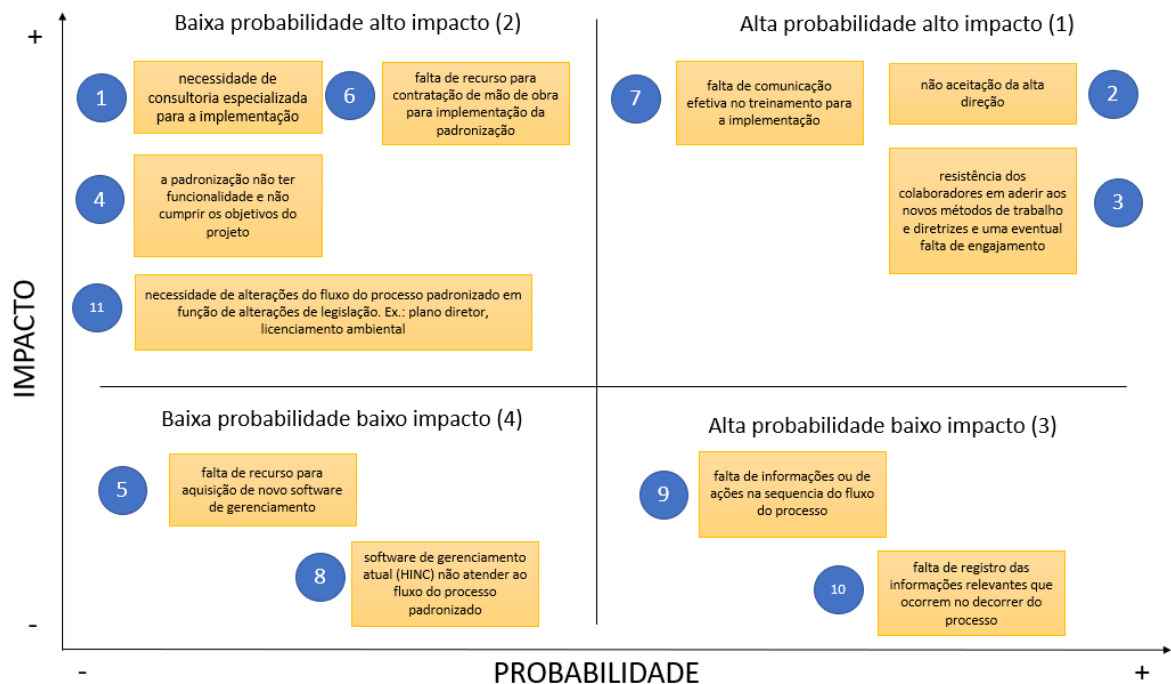 +
IMPACTO
-
Baixa probabilidade alto impacto (2)
1
necessidade de
consultoria especializada
para a implementação
6
falta de recurso para
contratação de mão de obra
para implementação da
padronização
4
a padronização não ter
funcionalidade e não
cumprir os objetivos do
projeto
11
necessidade de alterações do fluxo do processo padronizado em
função de alterações de legislação. Ex.: plano diretor,
licenciamento ambiental
Alta probabilidade alto impacto (1)
7
falta de comunicação
efetiva no treinamento para
a implementação
não aceitação da alta
direção
2
resistência dos
colaboradores em aderir aos
novos métodos de trabalho
e diretrizes e uma eventual
falta de engajamento
3
Baixa probabilidade baixo impacto (4)
5
falta de recurso para
aquisição de novo software
de gerenciamento
8
software de gerenciamento
atual (HINC) não atender ao
fluxo do processo
padronizado
Alta probabilidade baixo impacto (3)
9
falta de informações ou de
ações na sequencia do fluxo
do processo
10
falta de registro das
informações relevantes que
ocorrem no decorrer do
processo
-
PROBABILIDADE
+